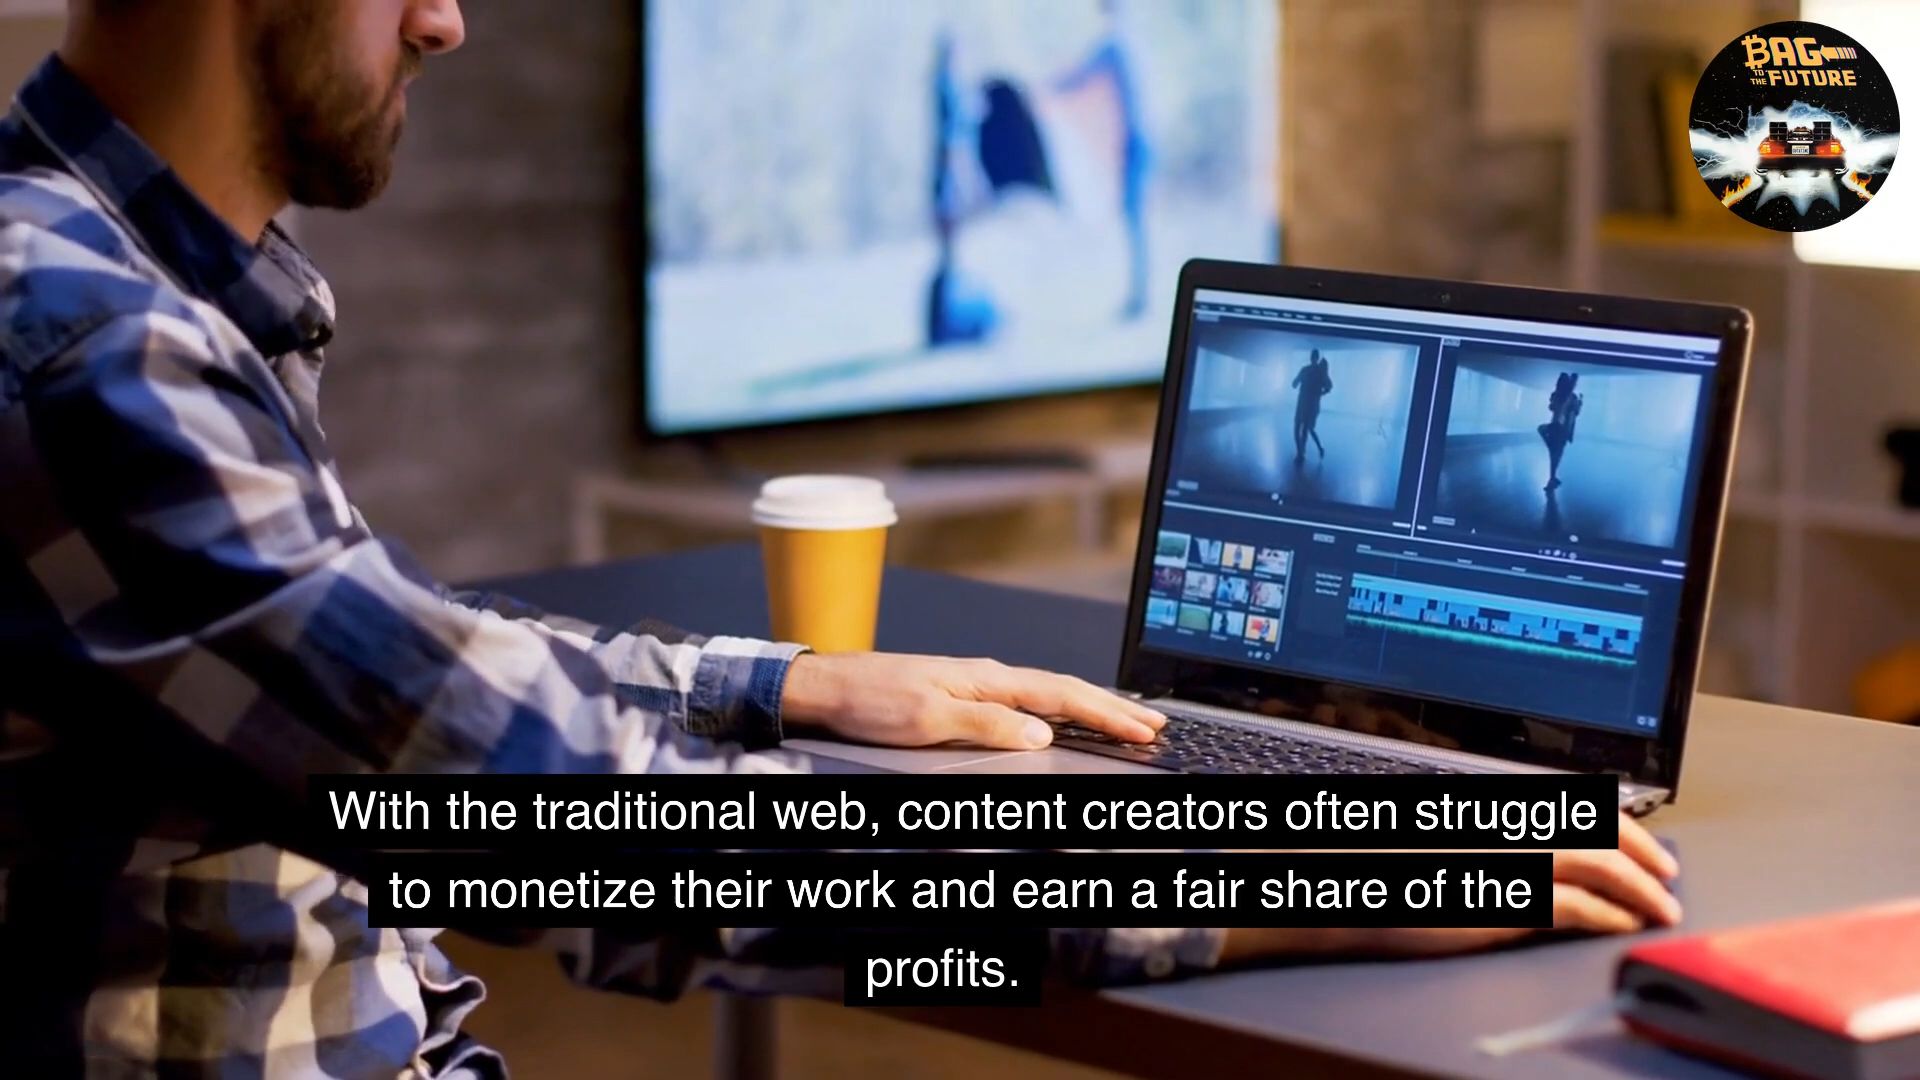 BAG
TO THE FUTURE
With the traditional web, content creators often struggle
to monetize their work and earn a fair share of the
profits.